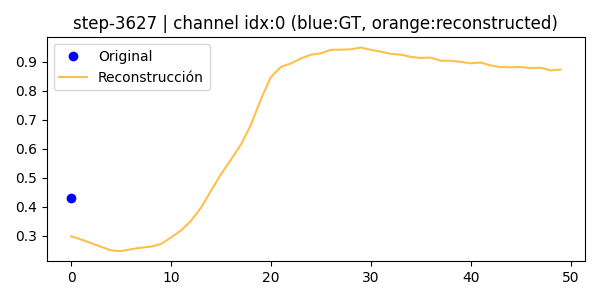 step-3627 | channel idx:0 (blue:GT, orange:reconstructed)
Original
Reconstrucción
0.9
0.8
0.7
0.6
0.5
0.4
0.3
0 10 20 30 40 50